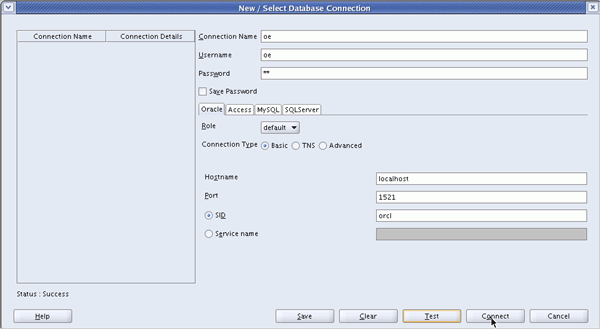 New / Select Database Connection
Connection Name Connection Details
Connection Name oe
Username oe
Password **
Save Password
Oracle Access MySQL SQLServer
Role default
Connection Type Basic TNS Advanced
Hostname localhost
Port 1521
SID orcl
Service name
Status : Success
Help Save Clear Test Connect Cancel